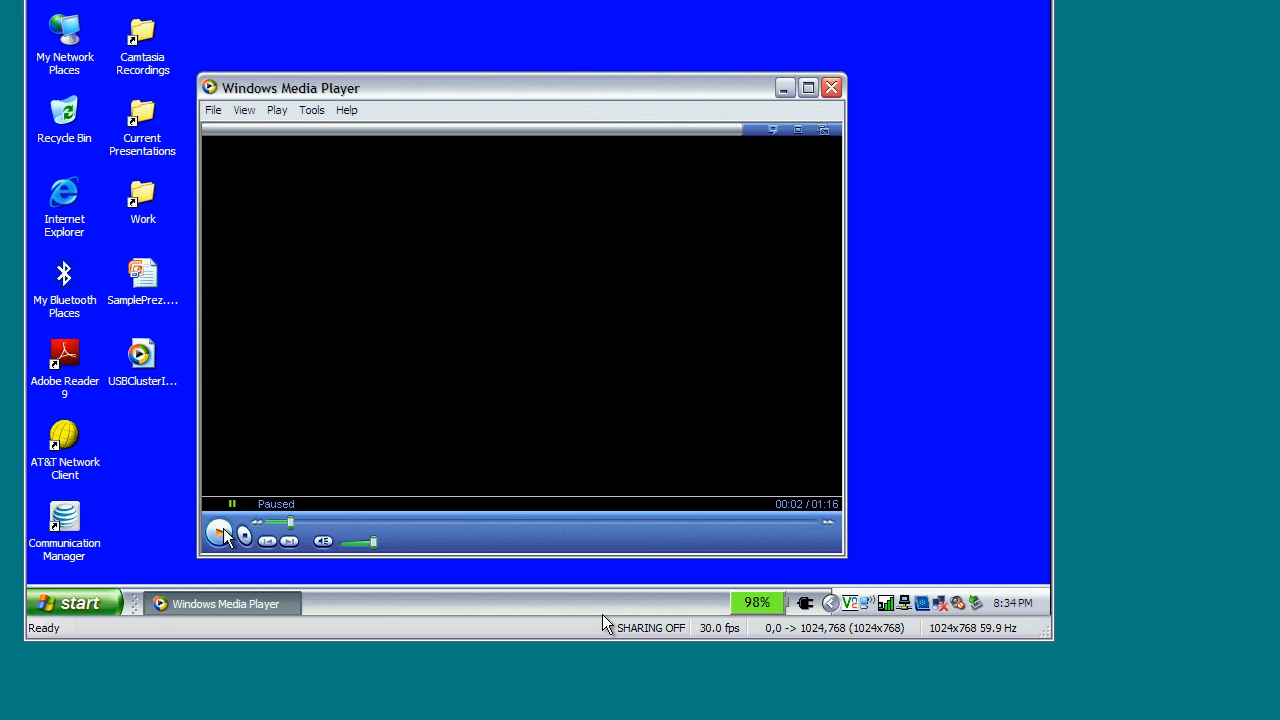 My Network
Places
Camtasia
Recordings
Recycle Bin
Current
Presentations
Internet
Explorer
Work
My Bluetooth
Places
SamplePrez....
Adobe Reader
9
USBClusterI...
AT&T Network
Client
Communication
Manager
Windows Media Player
File View Play Tools Help
Paused
00:02 / 01:16
start
Windows Media Player
98%
8:34 PM
Ready
SHARING OFF
30.0 fps
0,0 -> 1024,768 (1024x768)
1024x768 59.9 Hz